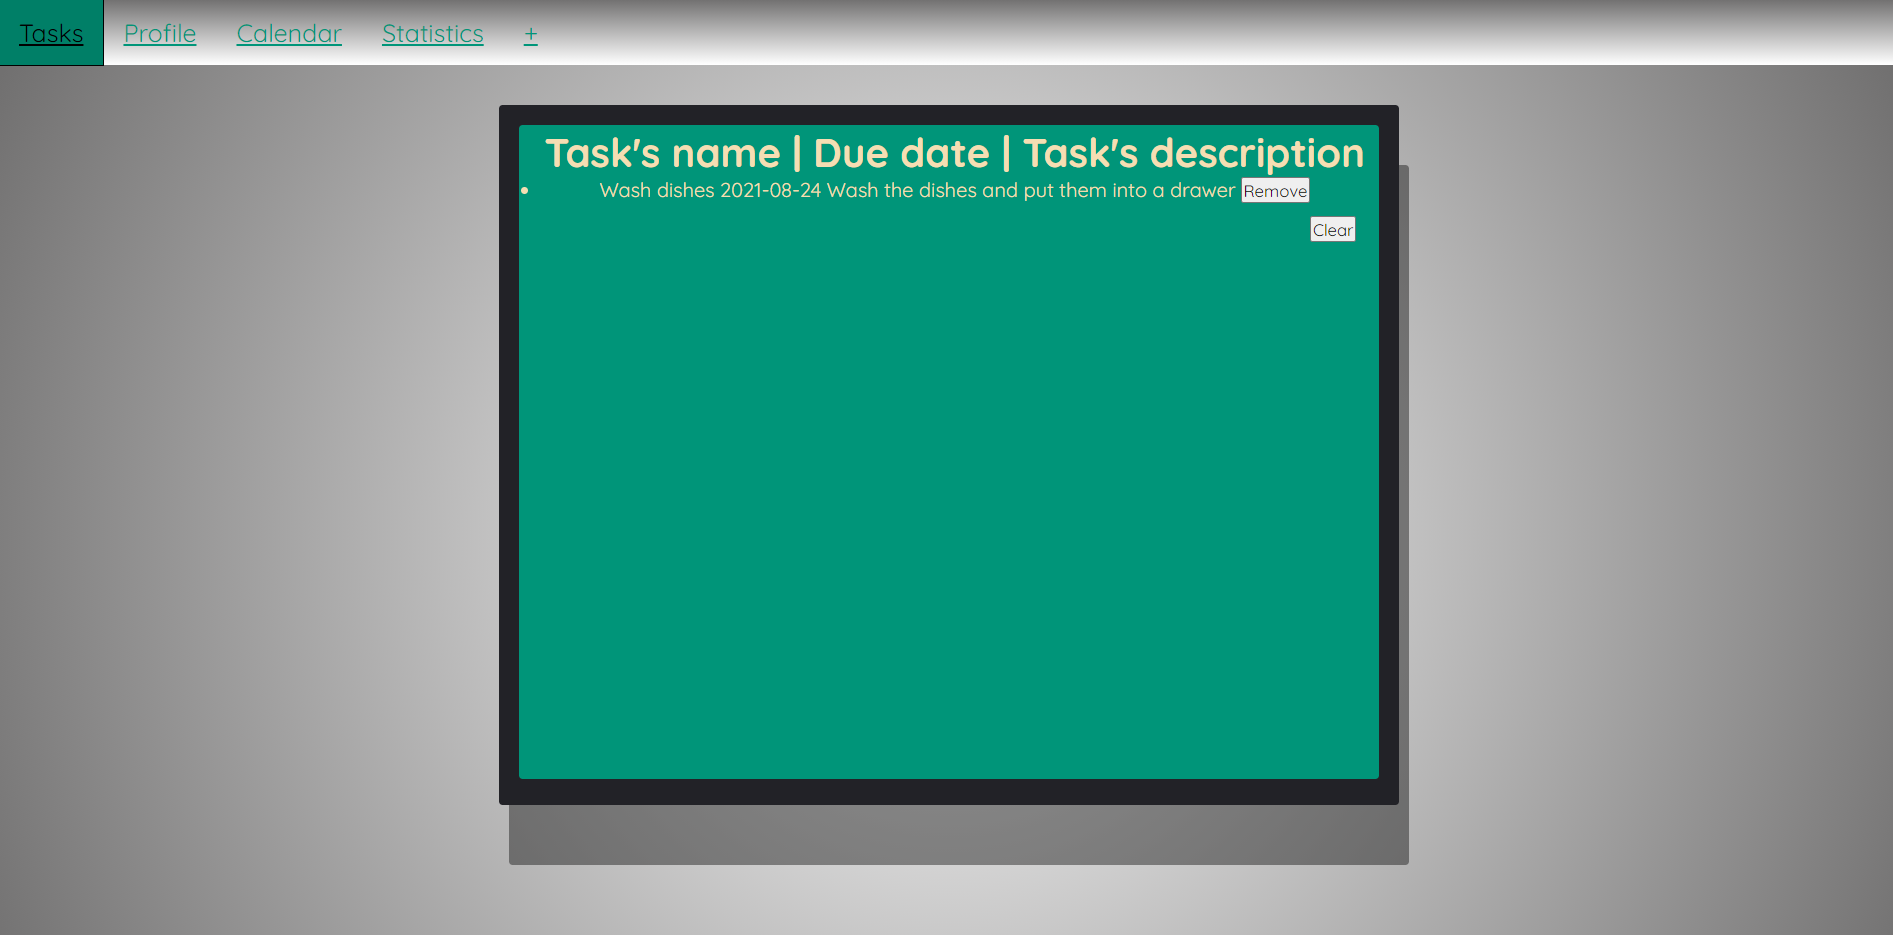 Tasks Profile Calendar Statistics +
Task's name | Due date | Task's description
Wash dishes 2021-08-24 Wash the dishes and put them into a drawer Remove
Clear